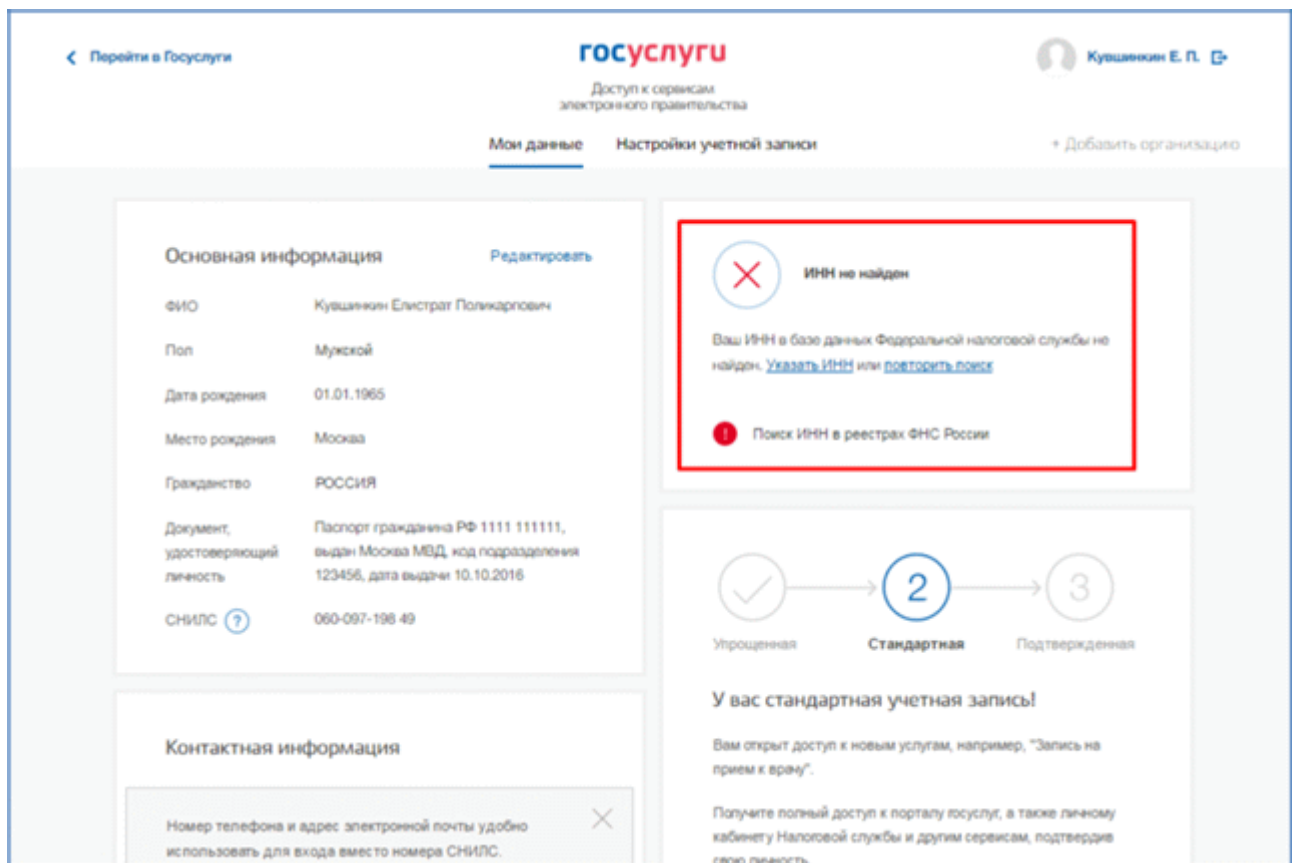 Перейти в Госуслуги
госуслуги
Кувшинкин Е. П.
Доступ к сервисам
электронного правительства
Мои данные
Настройки учетной записи
+ Добавить организацию
Основная информация
Редактировать
ФИО
Кувшинкин Елистрат Поликарпович
Пол
Мужской
Дата рождения
01.01.1965
Место рождения
Москва
Гражданство
РОССИЯ
Документ,
удостоверяющий
личность
Паспорт гражданина РФ 1111 111111,
выдан Москва МВД, код подразделения
123456, дата выдачи 10.10.2016
СНИЛС ?
060-097-198 49
Контактная информация
Номер телефона и адрес электронной почты удобно
использовать для входа вместо номера СНИЛС.
ИНН не найден
Ваш ИНН в базе данных Федеральной налоговой службы не
найден. Указать ИНН или повторить поиск
! Поиск ИНН в реестрах ФНС России
2
3
Упрощенная
Стандартная
Подтвержденная
У вас стандартная учетная запись!
Вам открыт доступ к новым услугам, например, "Запись на
прием к врачу".
Получите полный доступ к порталу госуслуг, а также личному
кабинету Налоговой службы и другим сервисам, подтвердив
свою личность.